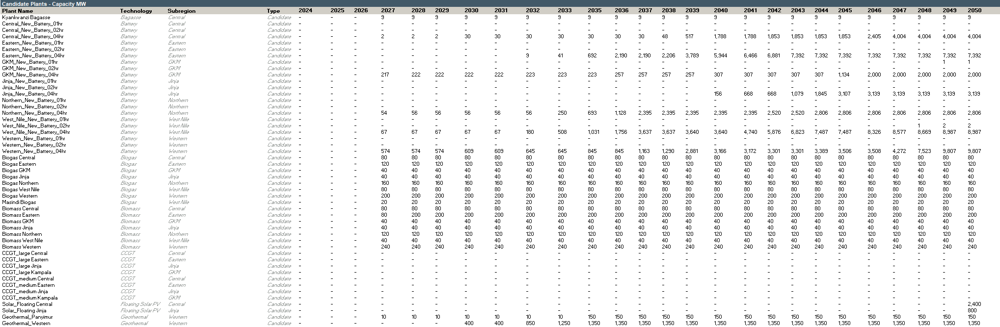 Candidate Plants - Capacity MW
Plant Name Technology Subregion Type 2024 2025 2026 2027 2028 2029 2030 2031 2032 2033 2035 2036 2037 2038 2039 2040 2041 2042 2043 2044 2045 2046 2047 2048 2049 2050
Kyankwanzi Bagasse Bagasse Central Candidate - - - 9 9 9 9 9 9 9 9 9 9 9 9 9 9 9 9 9 9 9 9 9 9 9
Central_New_Battery_01hr Battery Central Candidate - - - - - - - - - - - - - - - - - - - - - - - - - -
Central_New_Battery_02hr Battery Central Candidate - - - - - - - - - - - - - - - - - - - - - - - - - -
Central_New_Battery_04hr Battery Central Candidate - - - 2 2 2 30 30 30 30 30 30 30 48 517 1,788 1,788 1,853 1,853 1,853 1,853 2,405 4,004 4,004 4,004 4,004
Eastern_New_Battery_01hr Battery Eastern Candidate - - - - - - - - - - - - - - - - - - - - - - - - - -
Eastern_New_Battery_02hr Battery Eastern Candidate - - - - - - - - - - - - - - - - - - - - - - - - - -
Eastern_New_Battery_04hr Battery Eastern Candidate - - - - - - - - 9 41 692 2,190 2,190 2,206 3,789 5,944 6,466 6,881 7,392 7,392 7,392 7,392 7,392 7,392 7,392 7,392
GKM_New_Battery_01hr Battery GKM Candidate - - - - - - - - - - - - - - - - - - - - - - - - 1 1
GKM_New_Battery_02hr Battery GKM Candidate - - - - - - - - - - - - - - - - - - - - - - - - - -
GKM_New_Battery_04hr Battery GKM Candidate - - - 217 222 222 222 222 223 223 223 257 257 257 257 307 307 307 307 307 1,134 2,000 2,000 2,000 2,000 2,000
Jinja_New_Battery_01hr Battery Jinja Candidate - - - - - - - - - - - - - - - - - - - - - - - - - -
Jinja_New_Battery_02hr Battery Jinja Candidate - - - - - - - - - - - - - - - - - - - - - - - - - -
Jinja_New_Battery_04hr Battery Jinja Candidate - - - - - - - - - - - - - - - 156 668 668 1,079 1,845 3,107 3,139 3,139 3,139 3,139 3,139
Northern_New_Battery_01hr Battery Northern Candidate - - - - - - - - - - - - - - - - - - - - - - - - - -
Northern_New_Battery_02hr Battery Northern Candidate - - - - - - - - - - - - - - - - - - - - - - - - - -
Northern_New_Battery_04hr Battery Northern Candidate - - - 54 56 56 56 56 56 250 693 1,128 2,395 2,395 2,395 2,395 2,395 2,520 2,520 2,806 2,806 2,806 2,806 2,806 2,806 2,806
West_Nile_New_Battery_01hr Battery West Nile Candidate - - - - - - - - - - - - - - - - - - - - - - - - - -
West_Nile_New_Battery_02hr Battery West Nile Candidate - - - - - - - - - - - - - - - - - - - - - - - 1 2 2
West_Nile_New_Battery_04hr Battery West Nile Candidate - - - 67 67 67 67 67 180 508 1,031 1,756 3,637 3,637 3,640 3,640 4,740 5,876 6,823 7,487 7,487 8,326 8,577 8,669 8,987 8,987
Western_New_Battery_01hr Battery Western Candidate - - - - - - - - - - - - - - - - - - - - - - - - - -
Western_New_Battery_02hr Battery Western Candidate - - - - - - - - - - - - - - - - - - - - - - - - - -
Western_New_Battery_04hr Battery Western Candidate - - - 574 574 574 609 609 645 645 845 845 1,163 1,290 2,881 3,166 3,172 3,301 3,301 3,389 3,506 3,508 4,272 7,523 9,807 9,807
Biogas Central Biogas Central Candidate - - - 80 80 80 80 80 80 80 80 80 80 80 80 80 80 80 80 80 80 80 80 80 80 80
Biogas Eastern Biogas Eastern Candidate - - - 120 120 120 120 120 120 120 120 120 120 120 120 120 120 120 120 120 120 120 120 120 120 120
Biogas GKM Biogas GKM Candidate - - - 40 40 40 40 40 40 40 40 40 40 40 40 40 40 40 40 40 40 40 40 40 40 40
Biogas Jinja Biogas Jinja Candidate - - - 40 40 40 40 40 40 40 40 40 40 40 40 40 40 40 40 40 40 40 40 40 40 40
Biogas Northern Biogas Northern Candidate - - - 160 160 160 160 160 160 160 160 160 160 160 160 160 160 160 160 160 160 160 160 160 160 160
Biogas West Nile Biogas West Nile Candidate - - - 80 80 80 80 80 80 80 80 80 80 80 80 80 80 80 80 80 80 80 80 80 80 80
Biogas Western Biogas Western Candidate - - - 200 200 200 200 200 200 200 200 200 200 200 200 200 200 200 200 200 200 200 200 200 200 200
Masindi Biogas Biogas West Nile Candidate - - - 20 20 20 20 20 20 20 20 20 20 20 20 20 20 20 20 20 20 20 20 20 20 20
Biomass Central Biomass Central Candidate - - - 80 80 80 80 80 80 80 80 80 80 80 80 80 80 80 80 80 80 80 80 80 80 80
Biomass Eastern Biomass Eastern Candidate - - - 80 200 200 200 200 200 200 200 200 200 200 200 200 200 200 200 200 200 200 200 200 200 200
Biomass GKM Biomass GKM Candidate - - - 40 40 40 40 40 40 40 40 40 40 40 40 40 40 40 40 40 40 40 40 40 40 40
Biomass Jinja Biomass Jinja Candidate - - - 40 40 40 40 40 40 40 40 40 40 40 40 40 40 40 40 40 40 40 40 40 40 40
Biomass Northern Biomass Northern Candidate - - - 120 120 120 120 120 120 120 120 120 120 120 120 120 120 120 120 120 120 120 120 120 120 120
Biomass West Nile Biomass West Nile Candidate - - - 40 40 40 40 40 40 40 40 40 40 40 40 40 40 40 40 40 40 40 40 40 40 40
Biomass Western Biomass Western Candidate - - - 240 240 240 240 240 240 240 240 240 240 240 240 240 240 240 240 240 240 240 240 240 240 240
CCGT_large Central CCGT Central Candidate - - - - - - - - - - - - - - - - - - - - - - - - - -
CCGT_large Eastern CCGT Eastern Candidate - - - - - - - - - - - - - - - - - - - - - - - - - -
CCGT_large Jinja CCGT Jinja Candidate - - - - - - - - - - - - - - - - - - - - - - - - - -
CCGT_large Kampala CCGT GKM Candidate - - - - - - - - - - - - - - - - - - - - - - - - - -
CCGT_medium Central CCGT Central Candidate - - - - - - - - - - - - - - - - - - - - - - - - - -
CCGT_medium Eastern CCGT Eastern Candidate - - - - - - - - - - - - - - - - - - - - - - - - - -
CCGT_medium Jinja CCGT Jinja Candidate - - - - - - - - - - - - - - - - - - - - - - - - - -
CCGT_medium Kampala CCGT GKM Candidate - - - - - - - - - - - - - - - - - - - - - - - - - -
Solar_Floating Central Floating Solar PV Central Candidate - - - - - - - - - - - - - - - - - - - - - - - - - 2,400
Solar_Floating Jinja Floating Solar PV Jinja Candidate - - - - - - - - - - - - - - - - - - - - - - - - - 800
Geothermal_Panyimur Geothermal Western Candidate - - - 10 10 10 10 10 10 10 150 150 150 150 150 150 150 150 150 150 150 150 150 150 150 150
Geothermal_Western Geothermal Western Candidate - - - - - - 400 400 850 1,250 1,350 1,350 1,350 1,350 1,350 1,350 1,350 1,350 1,350 1,350 1,350 1,350 1,350 1,350 1,350 1,350